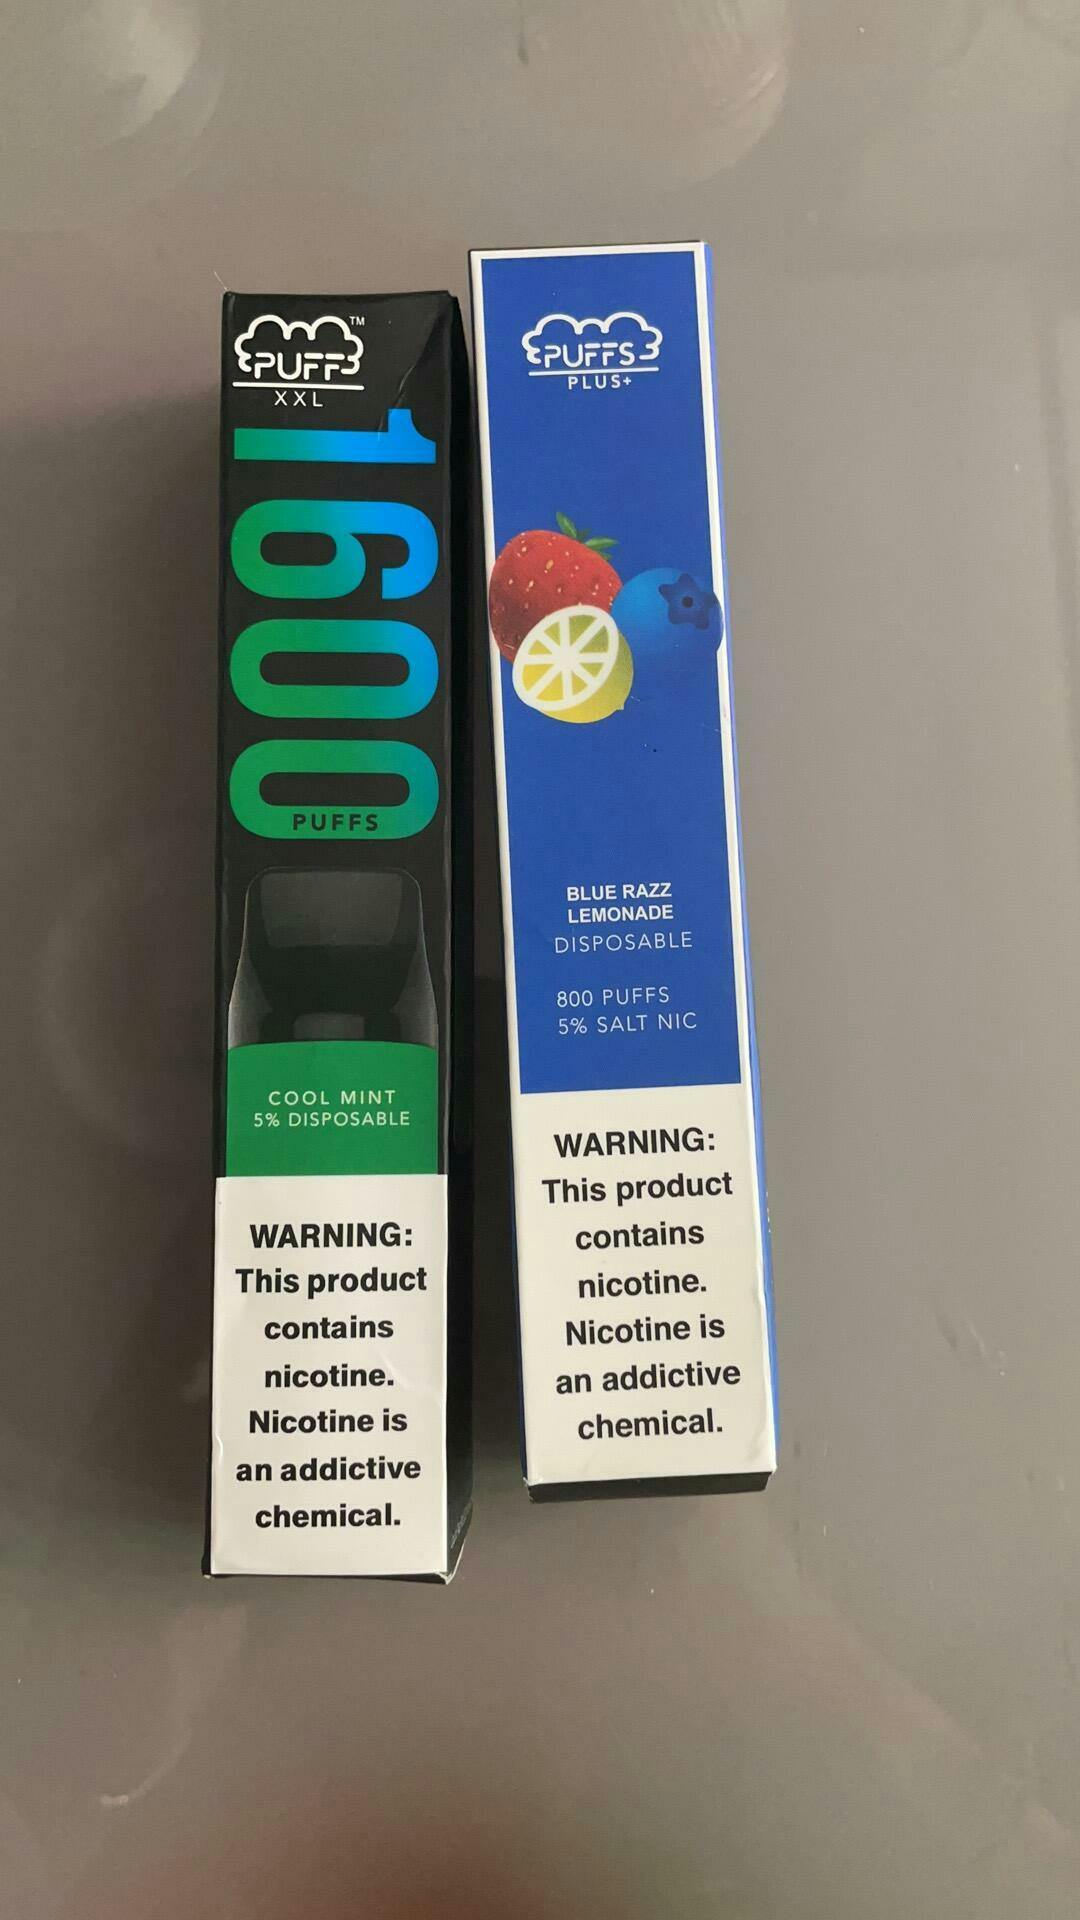 PUFF
TM
XXL
1600
PUFFS
COOL MINT
5% DISPOSABLE
WARNING:
This product
contains
nicotine.
Nicotine is
an addictive
chemical.
PUFFS
PLUS+
BLUE RAZZ
LEMONADE
DISPOSABLE
800 PUFFS
5% SALT NIC
WARNING:
This product
contains
nicotine.
Nicotine is
an addictive
chemical.